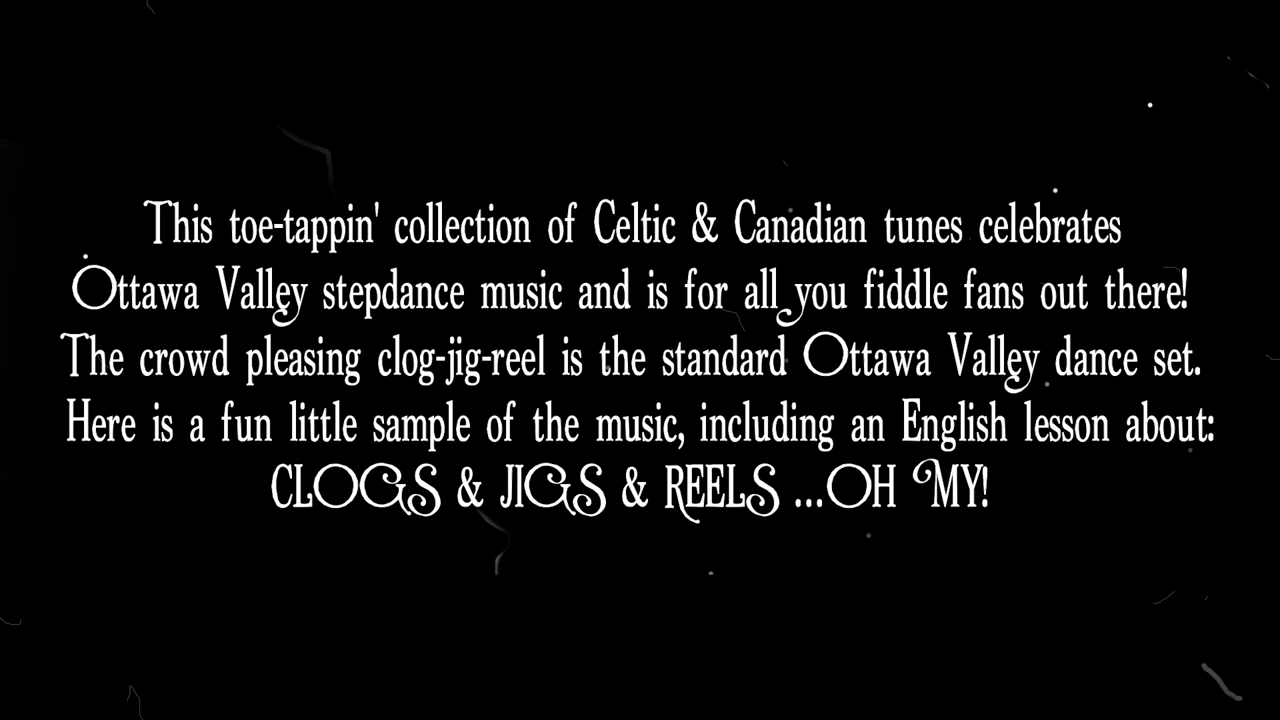 This toe-tappin' collection of Celtic & Canadian tunes celebrates
Ottawa Valley stepdance music and is for all you fiddle fans out there!
The crowd pleasing clog-jig-reel is the standard Ottawa Valley dance set.
Here is a fun little sample of the music, including an English lesson about:
CLOGS & JIGS & REELS ...OH MY!